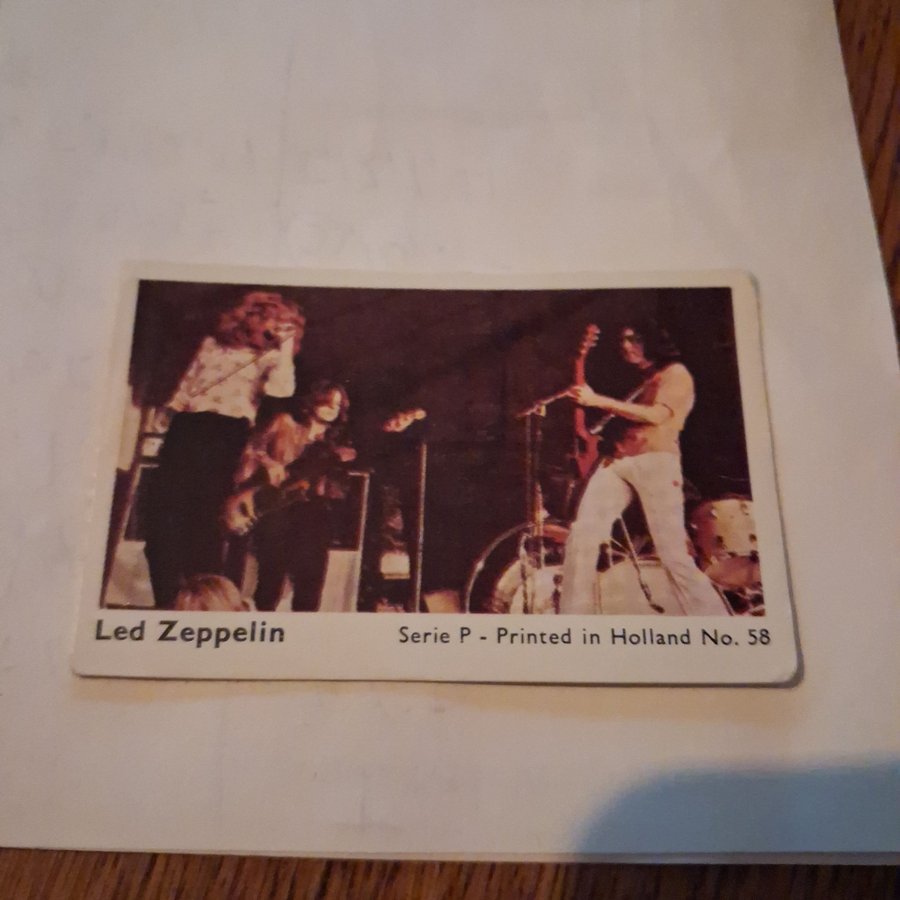 Led Zeppelin Serie P - Printed in Holland No. 58